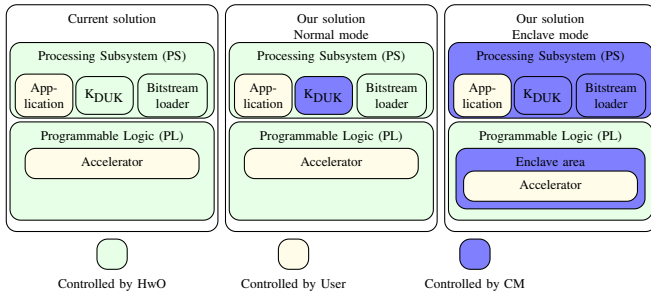 Current solution
Processing Subsystem (PS)
App-
lication
KDUK
Bitstream
loader
Programmable Logic (PL)
Accelerator
Our solution
Normal mode
Processing Subsystem (PS)
App-
lication
KDUK
Bitstream
loader
Programmable Logic (PL)
Accelerator
Our solution
Enclave mode
Processing Subsystem (PS)
App-
lication
KDUK
Bitstream
loader
Programmable Logic (PL)
Enclave area
Accelerator
Controlled by HwO
Controlled by User
Controlled by CM